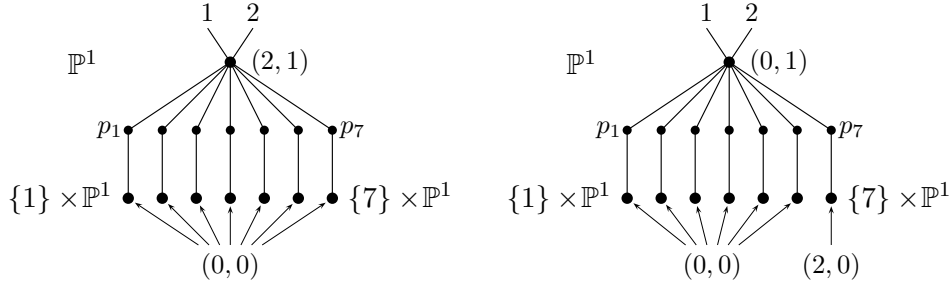 1 2 1 2
ℙ¹ (2, 1) ℙ¹ (0, 1)
p₁ p₇ p₁ p₇
{1} × ℙ¹ {7} × ℙ¹ {1} × ℙ¹ {7} × ℙ¹
(0, 0) (0, 0) (2, 0)